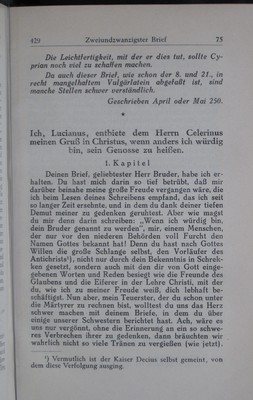 429 Zweiundzwanzigster Brief 73
Die Leichtfertigkeit, mit der er dies tut, sollte Cy-
prian noch viel zu schaffen machen.
Da auch dieser Brief, wie schon der 8. und 21., in
recht mangelhaftem Vulgärlatein abgefaßt ist, sind
manche Stellen schwer verständlich.
Geschrieben April oder Mai 250.
*
Ich, Lucianus, entbiete dem Herrn Celerinus
meinen Gruß in Christus, wenn anders ich würdig
bin, sein Genosse zu heißen.
1. Kapitel
Deinen Brief, geliebtester Herr Bruder, habe ich er-
halten. Du hast mich darin so tief betrübt, daß mir
darüber beinahe meine große Freude vergangen wäre, die
ich beim Lesen deines Schreibens empfand, das ich seit
so langer Zeit ersehnte, und in dem du dank deiner tiefen
Demut meiner zu gedenken geruhtest. Aber wie magst
du mir denn darin schreiben: „Wenn ich würdig bin,
dein Bruder genannt zu werden“, mir, einem Menschen,
der nur vor den niederen Behörden voll Furcht den
Namen Gottes bekannt hat! Denn du hast nach Gottes
Willen die große Schlange selbst, den Vorläufer des
Antichrists¹), nicht nur durch dein Bekenntnis in Schrek-
ken gesetzt, sondern auch mit den dir von Gott einge-
gebenen Worten und Reden besiegt wie die Freunde des
Glaubens und die Eiferer in der Lehre Christi, mit der
du, wie ich zu meiner Freude weiß, dich lebhaft be-
schäftigst. Nun aber, mein Teuerster, der du schon unter
die Märtyrer zu rechnen bist, wolltest du uns das Herz
schwer machen mit deinem Briefe, in dem du über
einige unserer Schwestern berichtet hast. Ach, wäre es
uns nur vergönnt, ohne die Erinnerung an ein so schwe-
res Verbrechen ihrer zu gedenken, dann bräuchten wir
wahrlich nicht so viele Tränen zu vergießen [wie jetzt].
¹) Vermutlich ist der Kaiser Decius selbst gemeint, von
dem diese Verfolgung ausging.